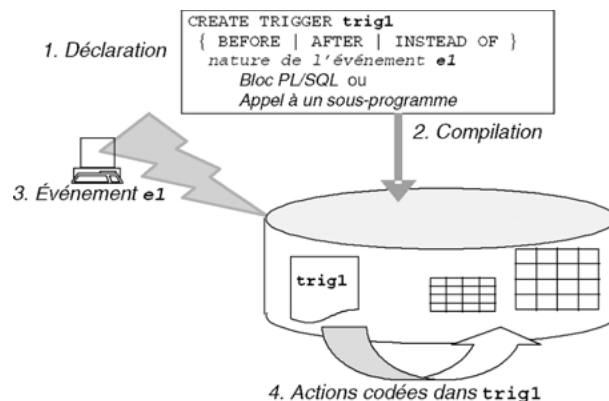 1. Déclaration
CREATE TRIGGER trig1
{ BEFORE | AFTER | INSTEAD OF }
nature de l'événement e1
Bloc PL/SQL ou
Appel à un sous-programme
2. Compilation
3. Événement e1
trig1
4. Actions codées dans trig1